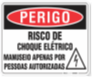 PERIGO
RISCO DE
CHOQUE ELÉTRICO
MANUSEIO APENAS POR
PESSOAS AUTORIZADAS